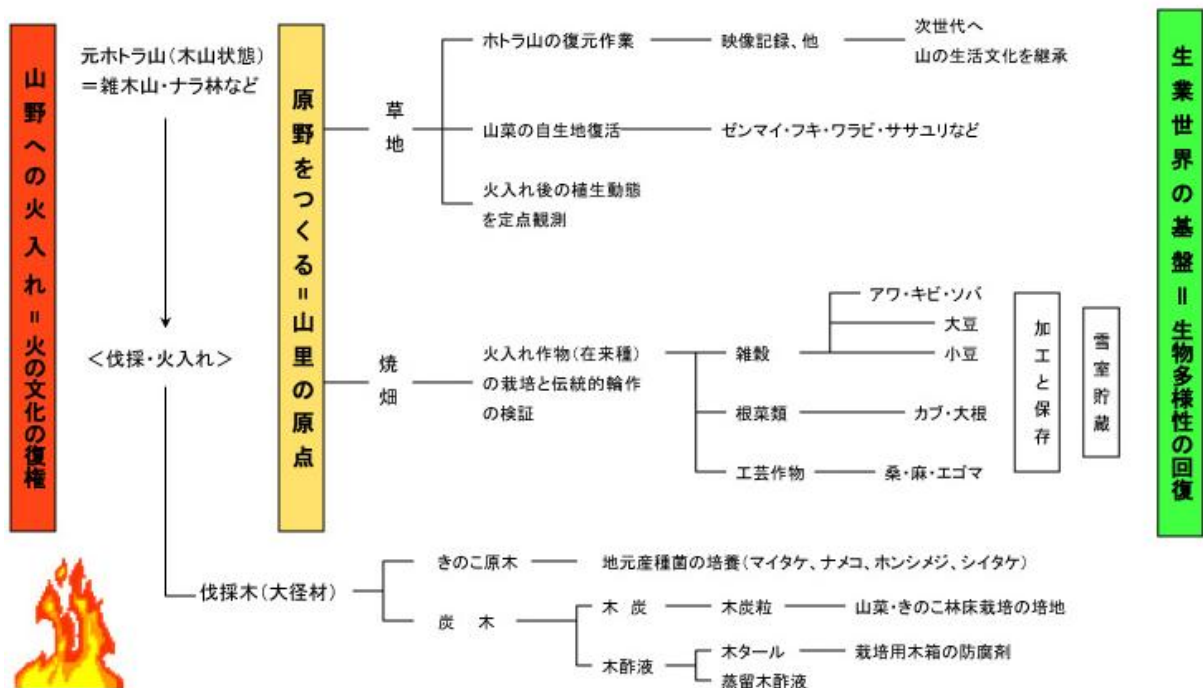 山野への火入れ=火の文化の復権
元ホトラ山(木山状態)
=雑木山・ナラ林など
<伐採・火入れ>
原野をつくる=山里の原点
草地
ホトラ山の復元作業
映像記録、他
次世代へ
山の生活文化を継承
山菜の自生地復活
ゼンマイ・フキ・ワラビ・ササユリなど
火入れ後の植生動態
を定点観測
焼畑
火入れ作物(在来種)
の栽培と伝統的輪作
の検証
雑穀
アワ・キビ・ソバ
大豆
小豆
根菜類
カブ・大根
工芸作物
桑・麻・エゴマ
加工と保存
雪室貯蔵
生業世界の基盤=生物多様性の回復
伐採木(大径材)
きのこ原木
地元産種菌の培養(マイタケ、ナメコ、ホンシメジ、シイタケ)
炭 木
木 炭
木炭粒
山菜・きのこ林床栽培の培地
木酢液
木タール
栽培用木箱の防腐剤
蒸留木酢液